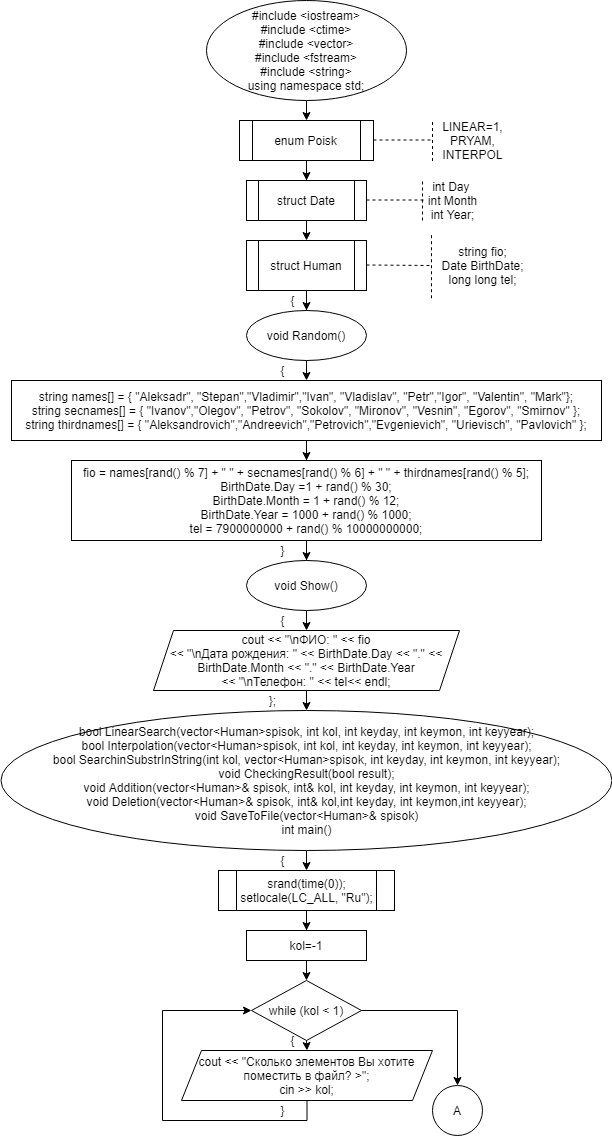 #include <iostream>
#include <ctime>
#include <vector>
#include <fstream>
#include <string>
using namespace std;
enum Poisk
LINEAR=1,
PRYAM,
INTERPOL
struct Date
int Day
int Month
int Year;
struct Human
string fio;
Date BirthDate;
long long tel;
{
void Random()
{
string names[] = { "Aleksadr", "Stepan","Vladimir","Ivan", "Vladislav", "Petr","Igor", "Valentin", "Mark"};
string secnames[] = { "Ivanov","Olegov", "Petrov", "Sokolov", "Mironov", "Vesnin", "Egorov", "Smirnov" };
string thirdnames[] = { "Aleksandrovich","Andreevich","Petrovich","Evgenievich", "Urievisch", "Pavlovich" };
fio = names[rand() % 7] + " " + secnames[rand() % 6] + " " + thirdnames[rand() % 5];
BirthDate.Day =1 + rand() % 30;
BirthDate.Month = 1 + rand() % 12;
BirthDate.Year = 1000 + rand() % 1000;
tel = 7900000000 + rand() % 10000000000;
}
void Show()
{
cout << "\nФИО: " << fio
<< "\nДата рождения: " << BirthDate.Day << "." <<
BirthDate.Month << "." << BirthDate.Year
<< "\nТелефон: " << tel<< endl;
};
bool LinearSearch(vector<Human>spisok, int kol, int keyday, int keymon, int keyyear);
bool Interpolation(vector<Human>spisok, int kol, int keyday, int keymon, int keyyear);
bool SearchinSubstrInString(int kol, vector<Human>spisok, int keyday, int keymon, int keyyear);
void CheckingResult(bool result);
void Addition(vector<Human>& spisok, int& kol, int keyday, int keymon, int keyyear);
void Deletion(vector<Human>& spisok, int& kol,int keyday, int keymon,int keyyear);
void SaveToFile(vector<Human>& spisok)
int main()
{
srand(time(0));
setlocale(LC_ALL, "Ru");
kol=-1
while (kol < 1)
{
cout << "Сколько элементов Вы хотите
поместить в файл? >";
cin >> kol;
}
A